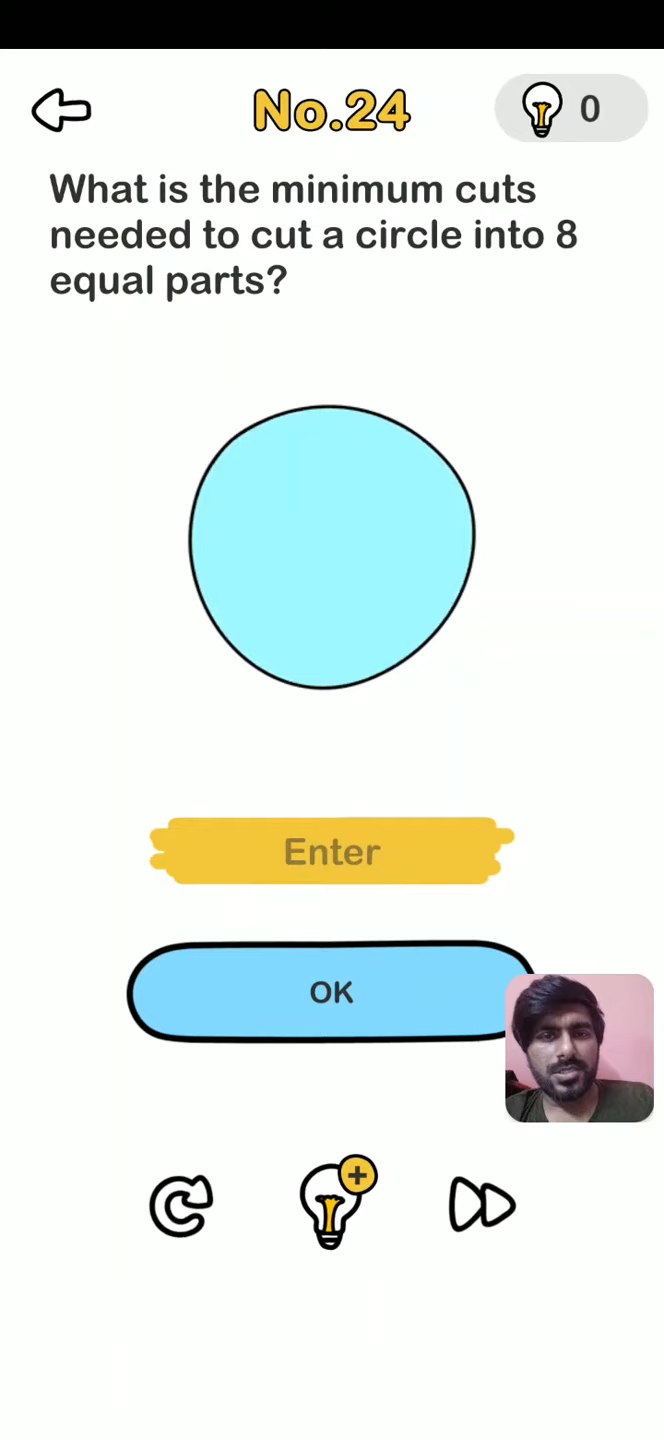 No.24
0
What is the minimum cuts
needed to cut a circle into 8
equal parts?
Enter
OK